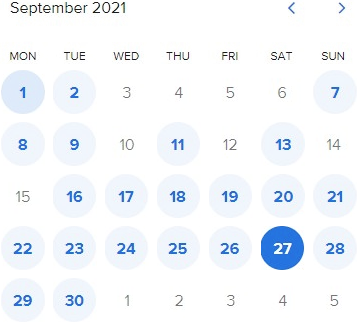 September 2021
MON TUE WED THU FRI SAT SUN
1 2 3 4 5 6 7
8 9 10 11 12 13 14
15 16 17 18 19 20 21
22 23 24 25 26 27 28
29 30 1 2 3 4 5